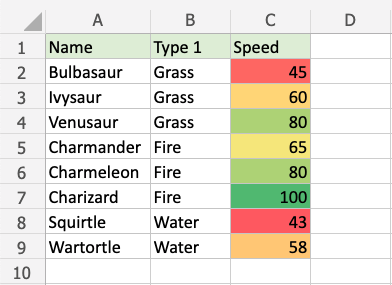 A B C D
1 Name Type 1 Speed
2 Bulbasaur Grass 45
3 Ivysaur Grass 60
4 Venusaur Grass 80
5 Charmander Fire 65
6 Charmeleon Fire 80
7 Charizard Fire 100
8 Squirtle Water 43
9 Wartortle Water 58
10